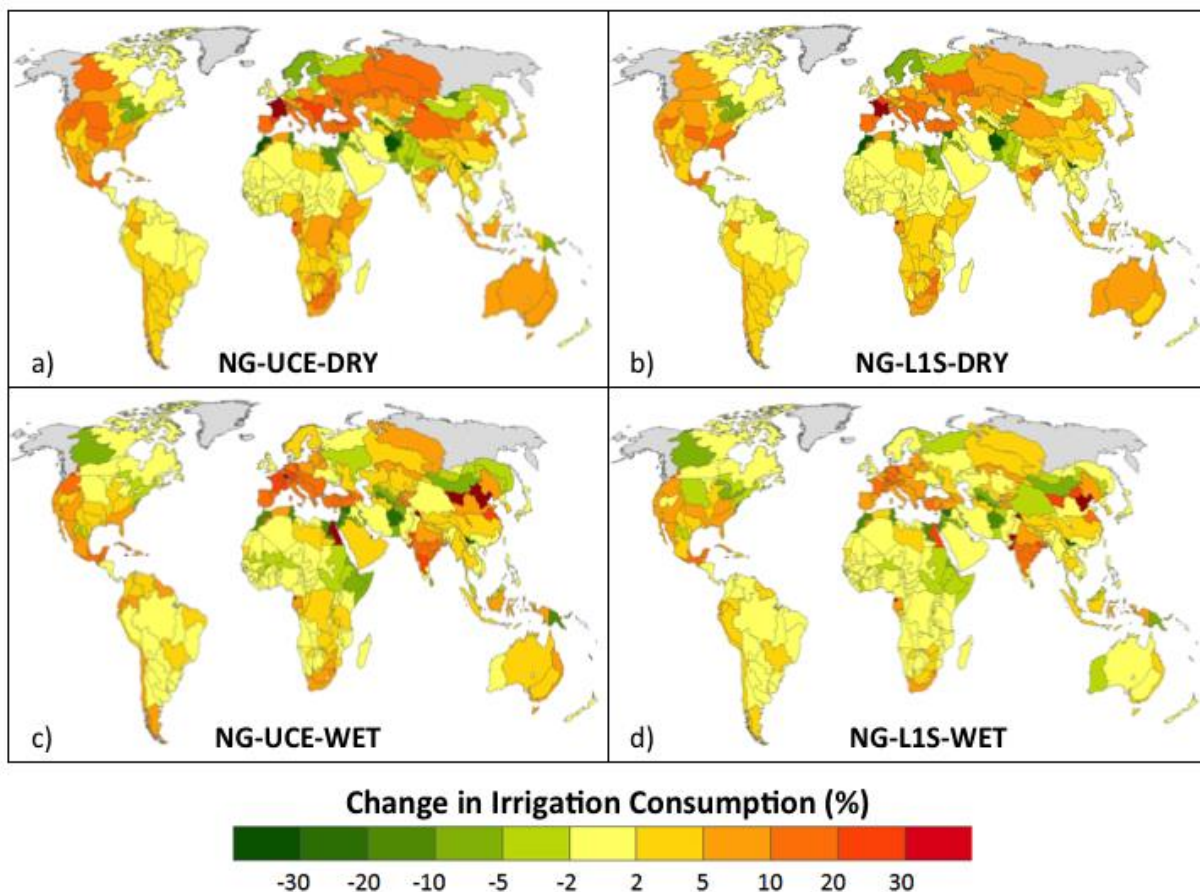 a) NG-UCE-DRY
b) NG-L1S-DRY
c) NG-UCE-WET
d) NG-L1S-WET
Change in Irrigation Consumption (%)
-30 -20 -10 -5 -2 2 5 10 20 30